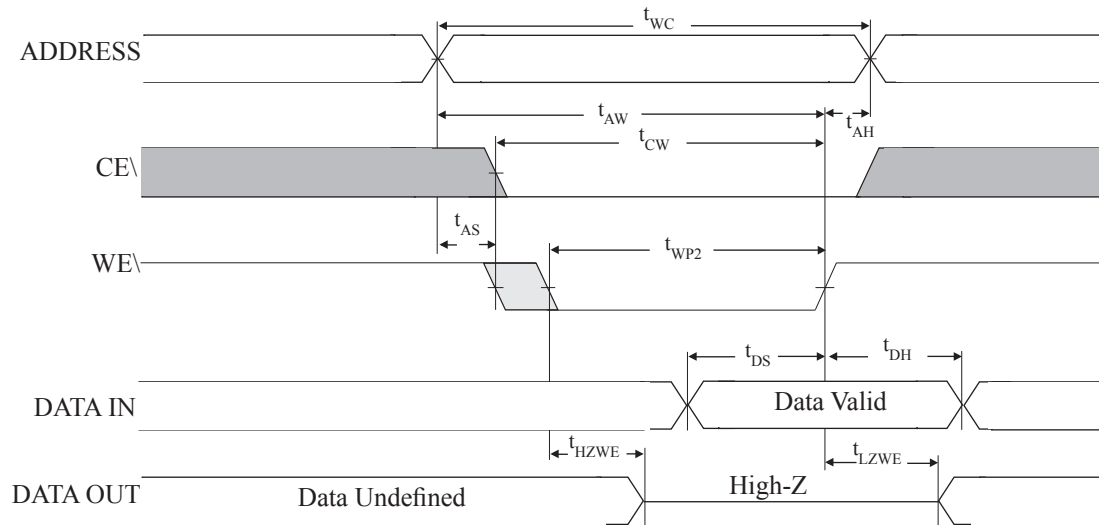 tWC
ADDRESS
tAW
tAH
tCW
CE\
tAS
tWP2
WE\
tDS
tDH
DATA IN
Data Valid
tHZWE
tLZWE
DATA OUT
Data Undefined
High-Z